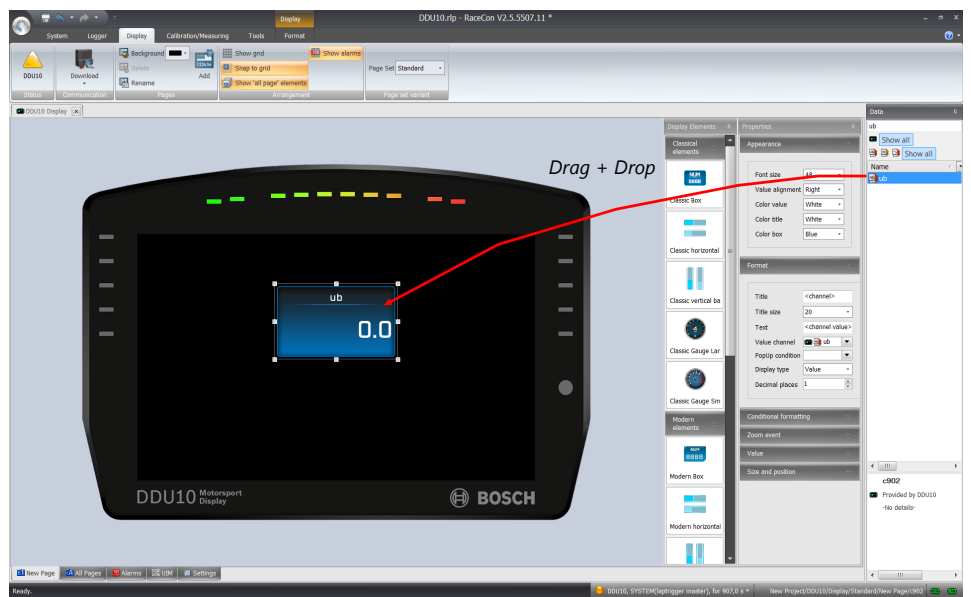 Display
DDU10.rlp - RaceCon V2.5.5507.11 *
System Logger Display Calibration/Measuring Tools Format
Background
Delete
Rename
Add
Show grid
Snap to grid
Show 'all page' elements
Show alarms
Page Set Standard
DDU10
Download
Status Communication Pages Arrangement Page set variant
DDU10 Display
Display Elements
Classical
elements
NUM
8888
Classic Box
Classic horizontal
Classic vertical ba
Classic Gauge Lar
Classic Gauge Sm
Modern
elements
NUM
8888
Modern Box
Modern horizontal
Properties
Appearance
Font size 48
Value alignment Right
Color value White
Color title White
Color box Blue
Format
Title <channel>
Title size 20
Text <channel value>
Value channel ub
PopUp condition
Display type Value
Decimal places 1
Conditional formatting
Zoom event
Value
Size and position
Data
ub
Show all
Show all
Name
ub
c902
Provided by DDU10
-No details-
Drag + Drop
ub
0.0
DDU10 Motorsport
Display
BOSCH
New Page All Pages Alarms UIM Settings
Ready.
DDU10, SYSTEM(laptrigger master), for 907,0 s
New Project/DDU10/Display/Standard/New Page/c902